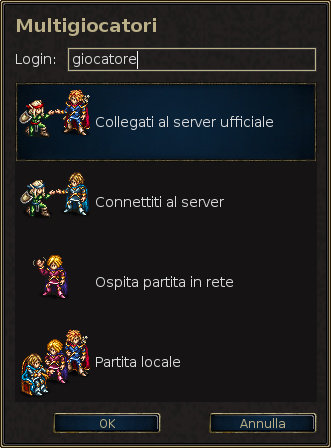 Multigiocatori
Login: giocatore
Collegati al server ufficiale
Connettiti al server
Ospita partita in rete
Partita locale
OK Annulla